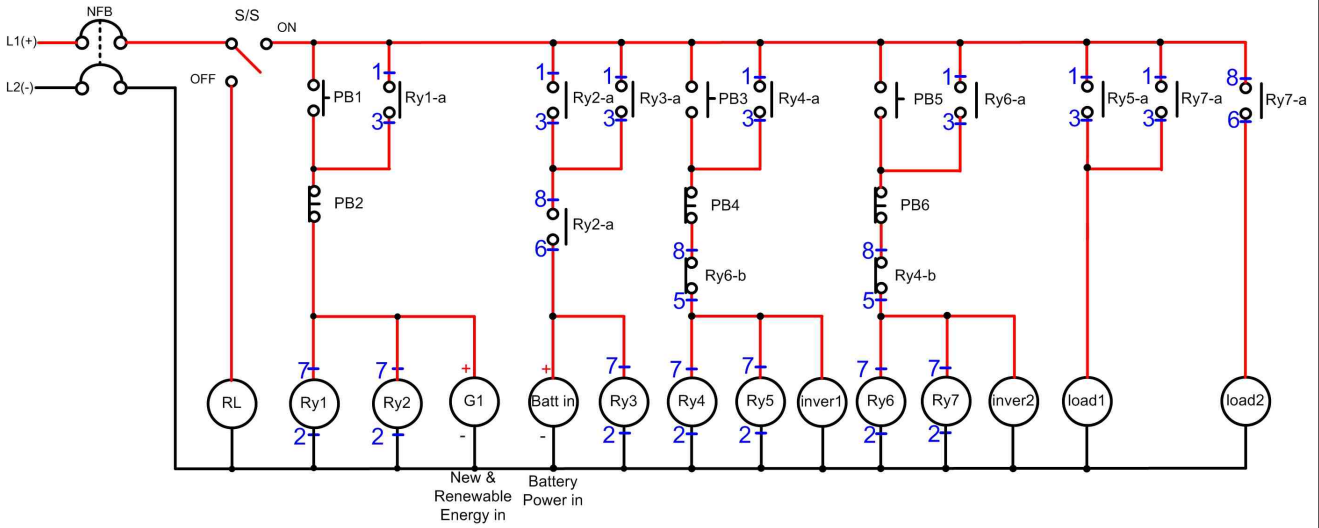 NFB
S/S
ON
L1(+)
OFF
L2(-)
1 1 1 1 1 1 1 8
PB1 Ry1-a Ry2-a Ry3-a PB3 Ry4-a PB5 Ry6-a Ry5-a Ry7-a Ry7-a
3 3 3 3 3 3 3 6
PB2 8 Ry2-a 6
PB4 8 Ry6-b 5
PB6 8 Ry4-b 5
7 7 + + 7 7 7 7 7
RL Ry1 Ry2 G1 Batt in Ry3 Ry4 Ry5 inver1 Ry6 Ry7 inver2 load1 load2
2 2 - - 2 2 2 2 2
New &
Renewable
Energy in
Battery
Power in